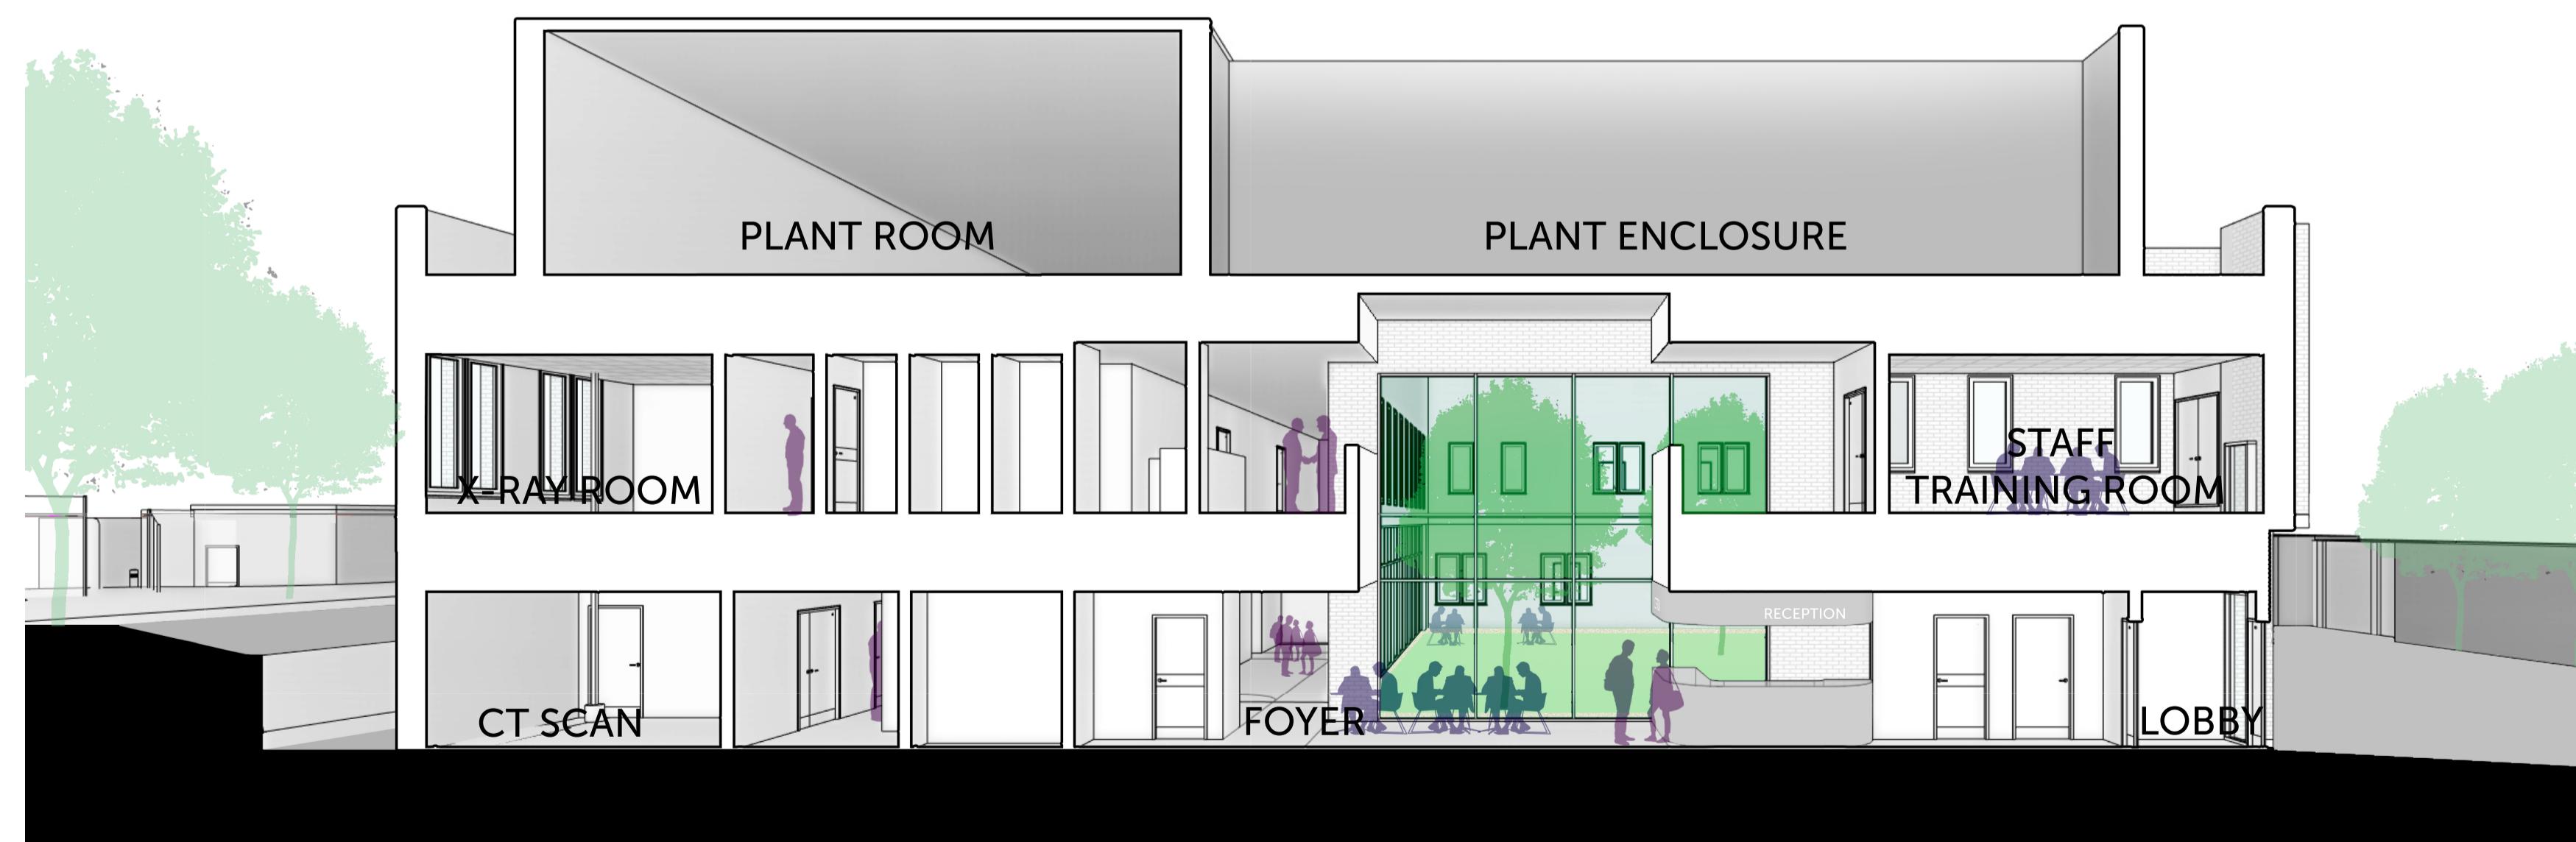 PLANT ROOM
PLANT ENCLOSURE
X-RAY ROOM
STAFF
TRAINING ROOM
RECEPTION
CT SCAN
FOYER
LOBBY